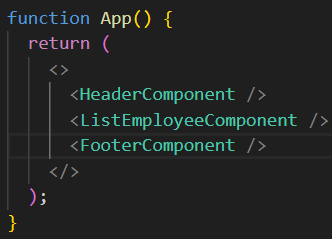 function App() {
  return (
    <>
      <HeaderComponent />
      <ListEmployeeComponent />
      <FooterComponent />
    </>
  );
}